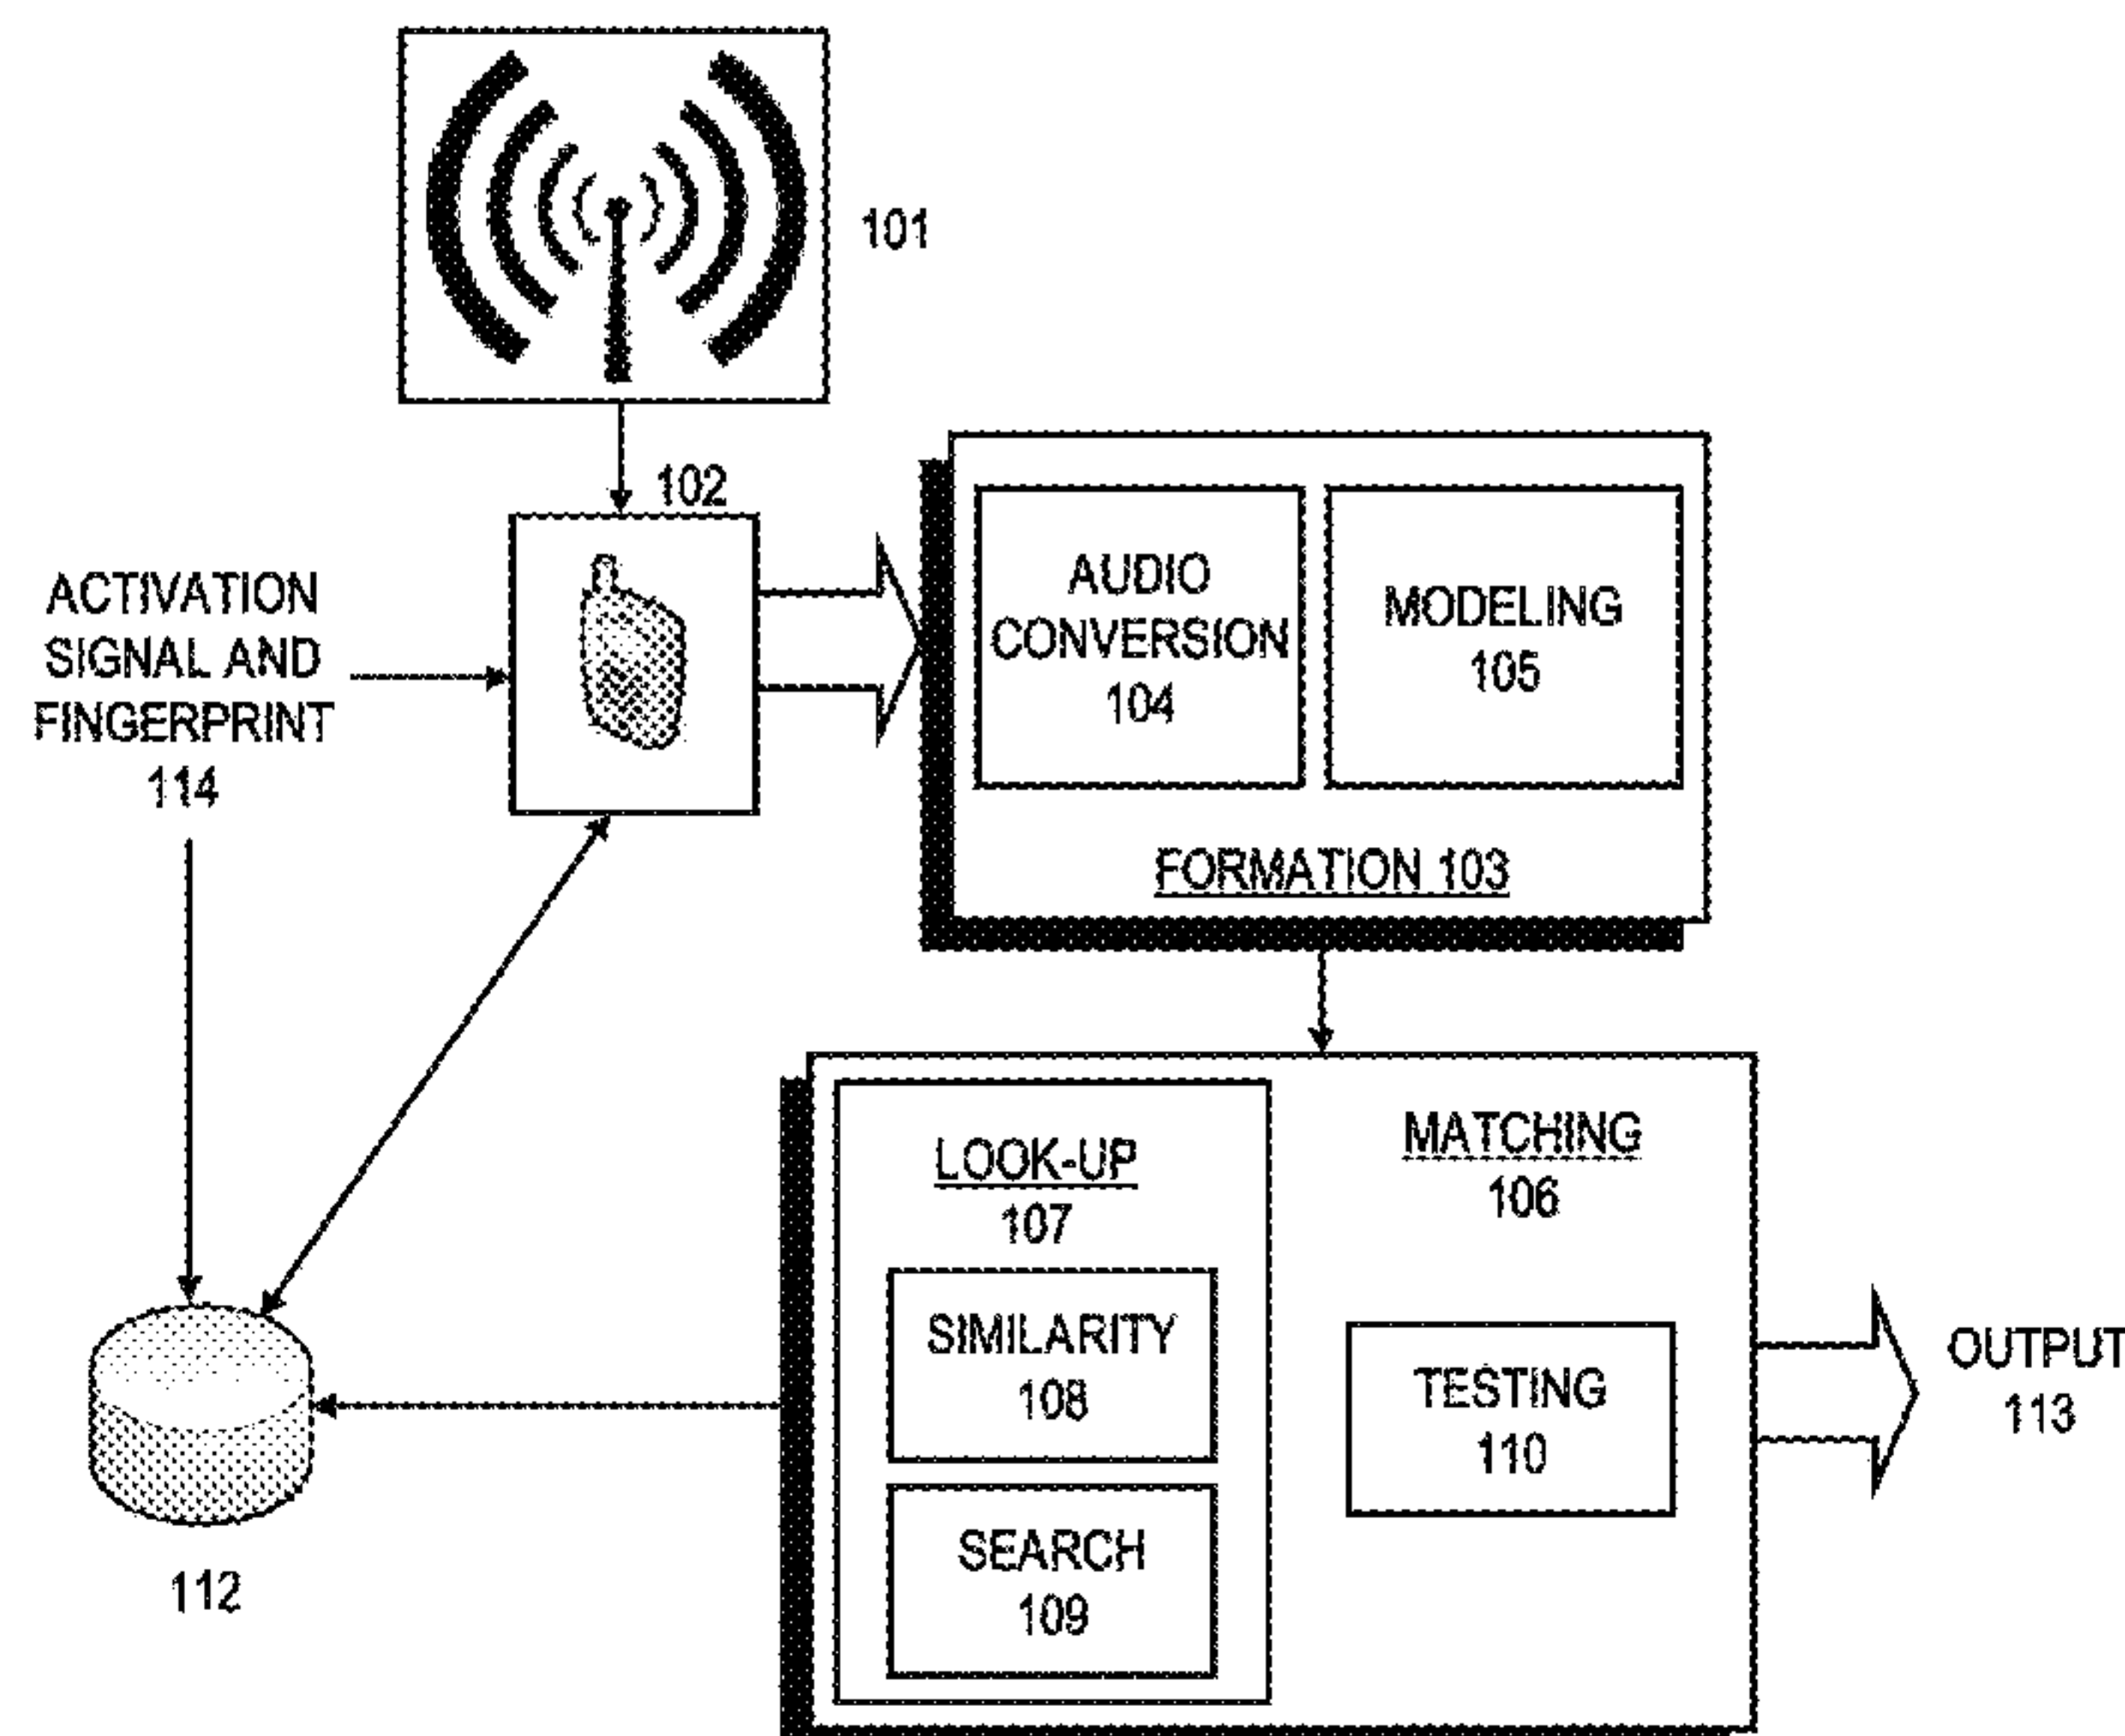 101
102
ACTIVATION
SIGNAL AND
FINGERPRINT
114
AUDIO
CONVERSION
104
MODELING
105
FORMATION 103
LOOK-UP
107
SIMILARITY
108
SEARCH
109
MATCHING
106
TESTING
110
OUTPUT
113
112